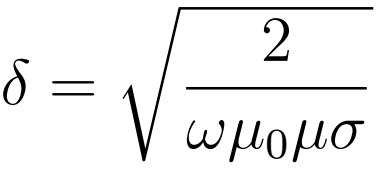 δ = √(2 / (ωμ₀μσ))